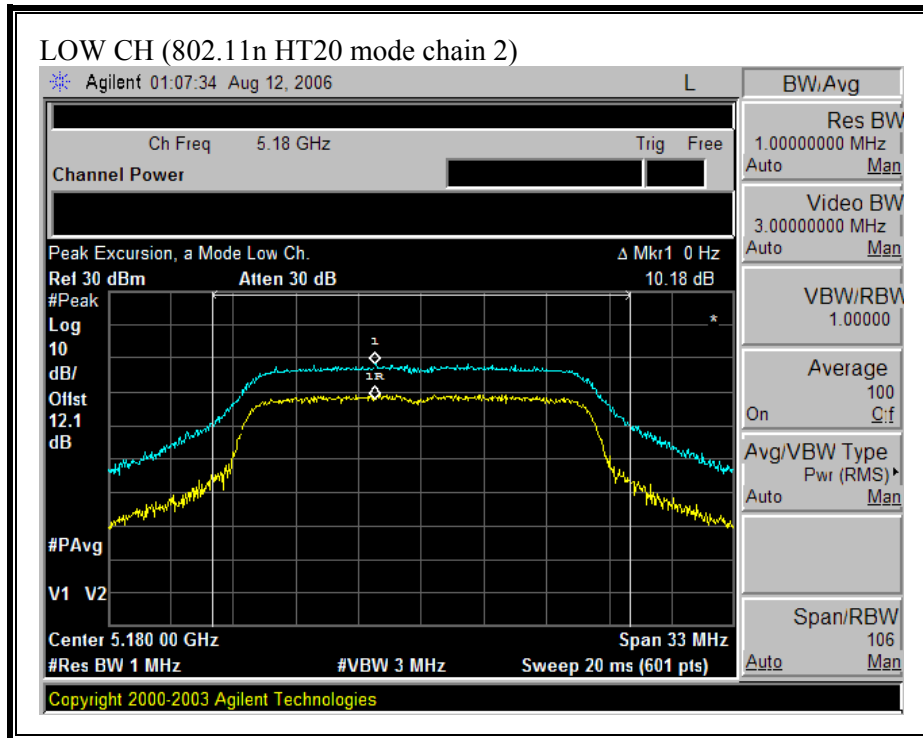 LOW CH (802.11n HT20 mode chain 2)
Agilent 01:07:34 Aug 12, 2006 L
BW/Avg
Ch Freq 5.18 GHz Trig Free
Channel Power
Res BW
1.00000000 MHz
Auto Man
Video BW
3.00000000 MHz
Auto Man
Peak Excursion, a Mode Low Ch. Δ Mkr1 0 Hz
Ref 30 dBm Atten 30 dB 10.18 dB
#Peak
Log
10
dB/
Offst
12.1
dB
1
1R
*
#PAvg
V1 V2
VBW/RBW
1.00000
Average
100
On Off
Avg/VBW Type
Pwr (RMS)
Auto Man
Span/RBW
106
Auto Man
Center 5.180 00 GHz Span 33 MHz
#Res BW 1 MHz #VBW 3 MHz Sweep 20 ms (601 pts)
Copyright 2000-2003 Agilent Technologies